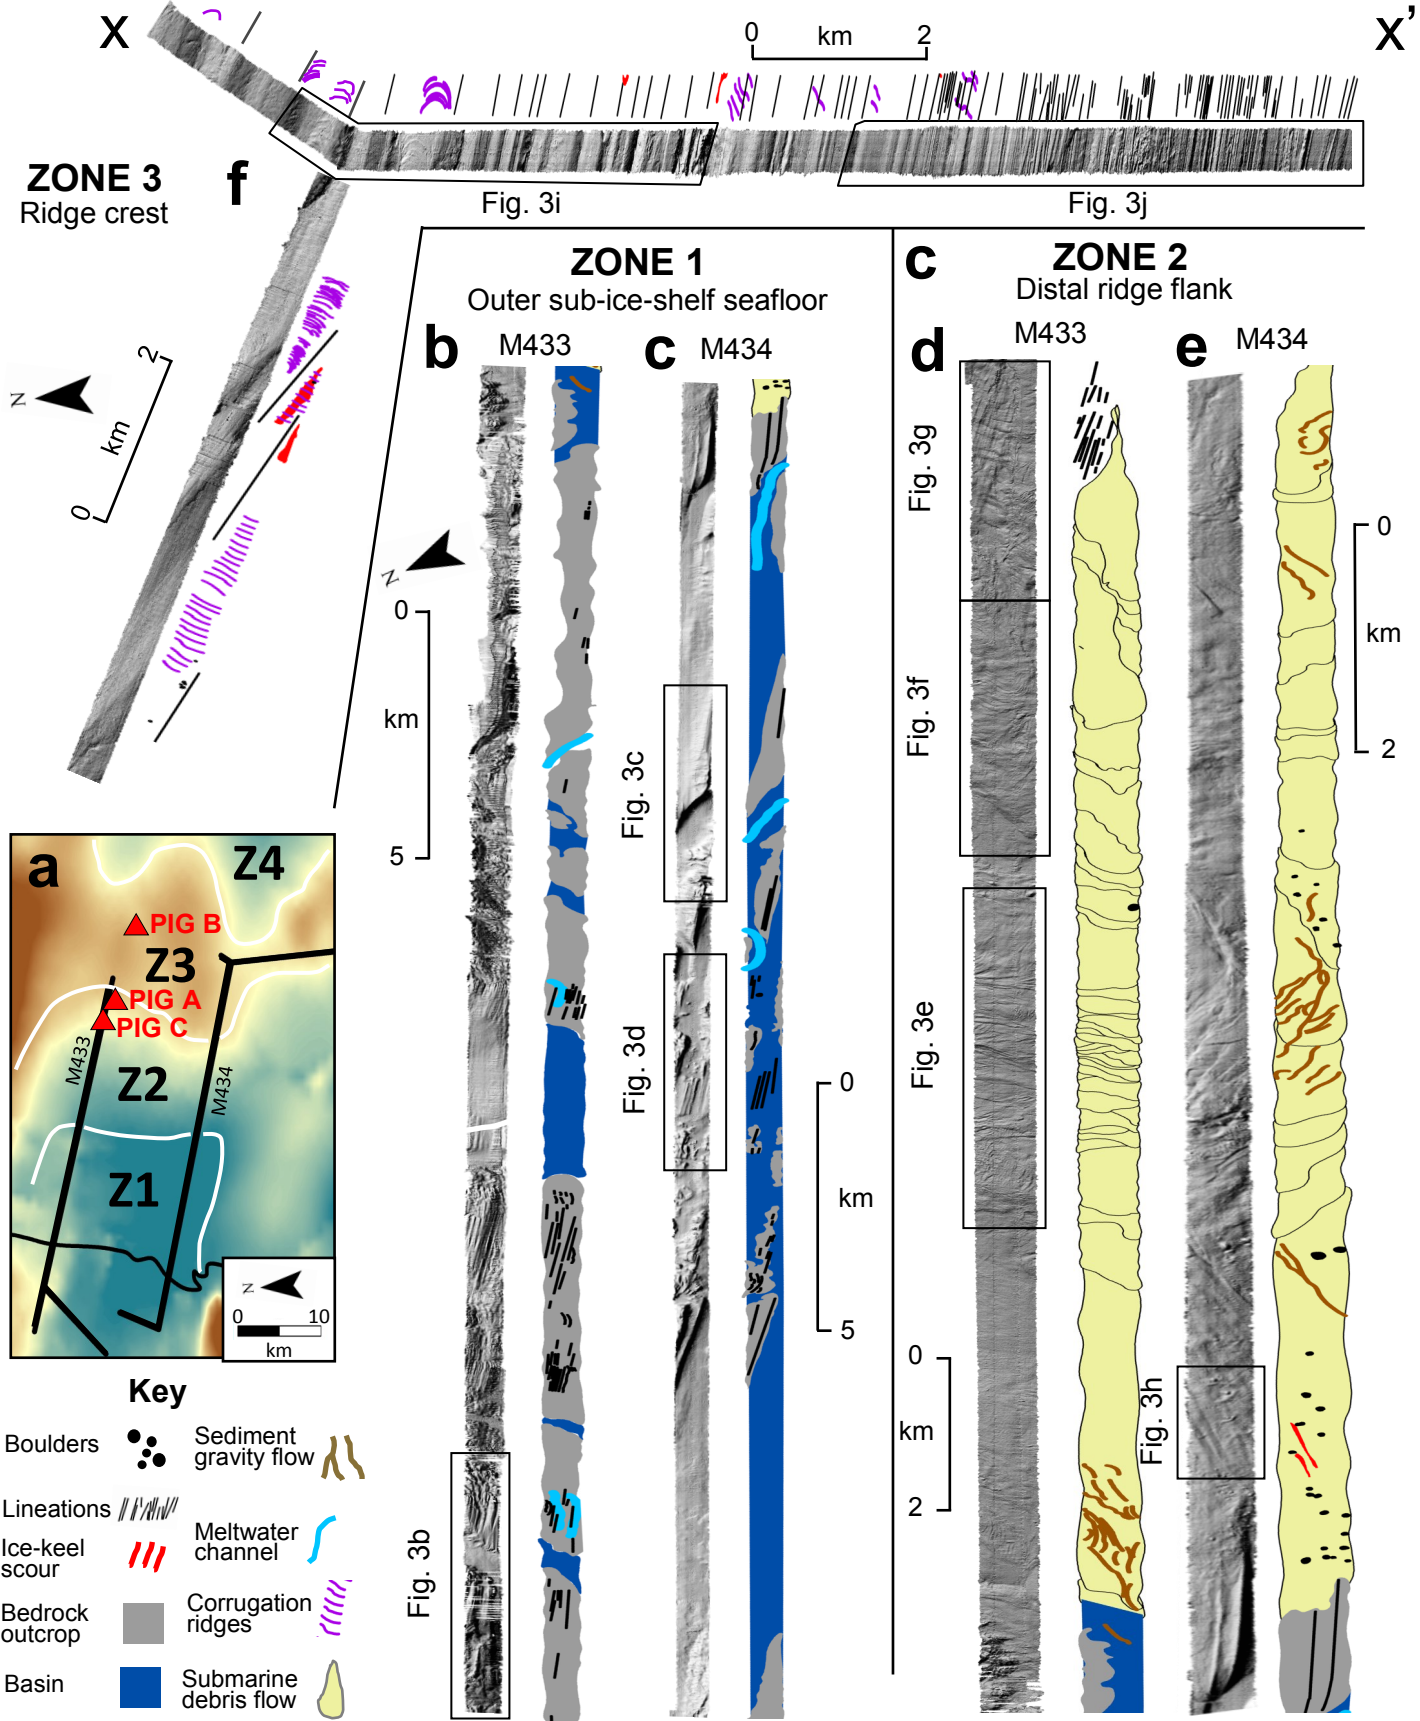 X
0 km 2
X’
ZONE 3
Ridge crest
f
Fig. 3i
Fig. 3j
N
0 km 2
ZONE 1
Outer sub-ice-shelf seafloor
b
M433
c
M434
N
0
km
5
Fig. 3c
Fig. 3d
0
km
5
Fig. 3b
c
ZONE 2
Distal ridge flank
d
M433
e
M434
Fig. 3g
Fig. 3f
Fig. 3e
0
km
2
0
km
2
Fig. 3h
a
Z4
PIG B
Z3
PIG A
PIG C
M433
Z2
M434
Z1
N
0 10
km
Key
Boulders
Sediment
gravity flow
Lineations
Ice-keel
scour
Meltwater
channel
Bedrock
outcrop
Corrugation
ridges
Basin
Submarine
debris flow